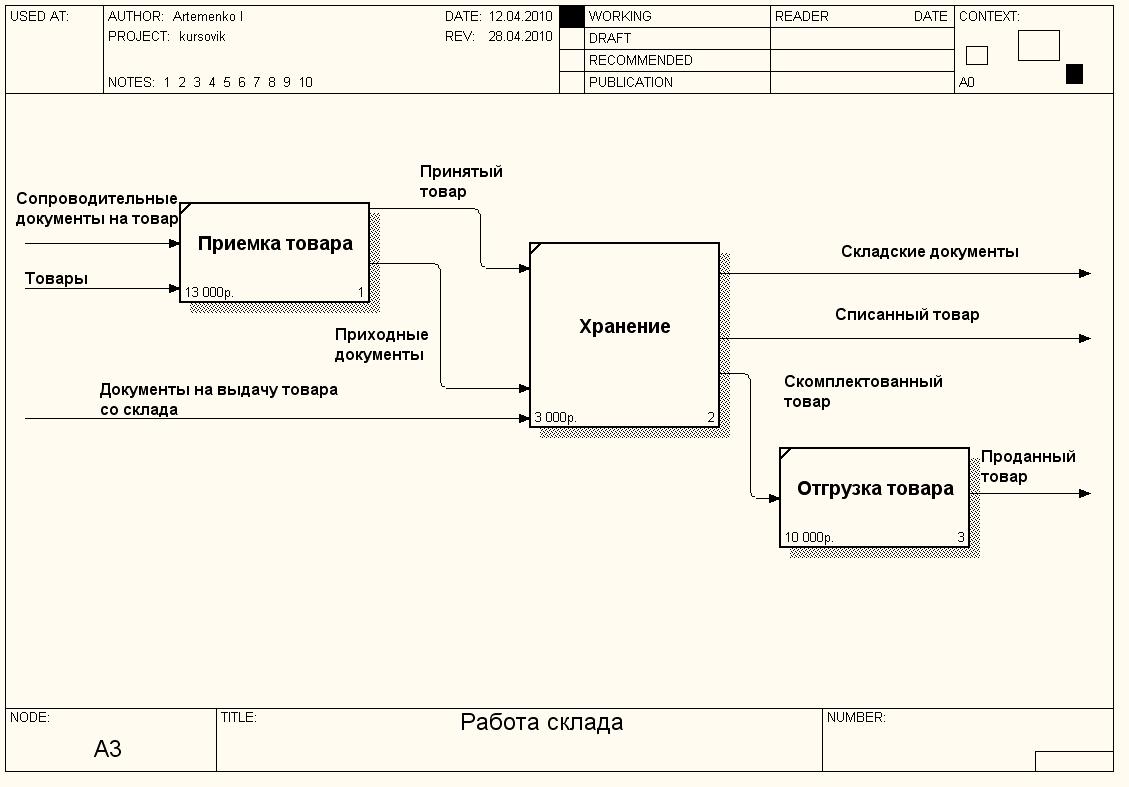 USED AT:
AUTHOR: Artemenko I
DATE: 12.04.2010
PROJECT: kursovik
REV: 28.04.2010
NOTES: 1 2 3 4 5 6 7 8 9 10
WORKING
DRAFT
RECOMMENDED
PUBLICATION
READER
DATE
CONTEXT:
A0
Сопроводительные
документы на товар
Товары
Приемка товара
13 000р.
1
Принятый
товар
Приходные
документы
Документы на выдачу товара
со склада
Хранение
3 000р.
2
Складские документы
Списанный товар
Скомплектованный
товар
Отгрузка товара
10 000р.
3
Проданный
товар
NODE:
A3
TITLE:
Работа склада
NUMBER: